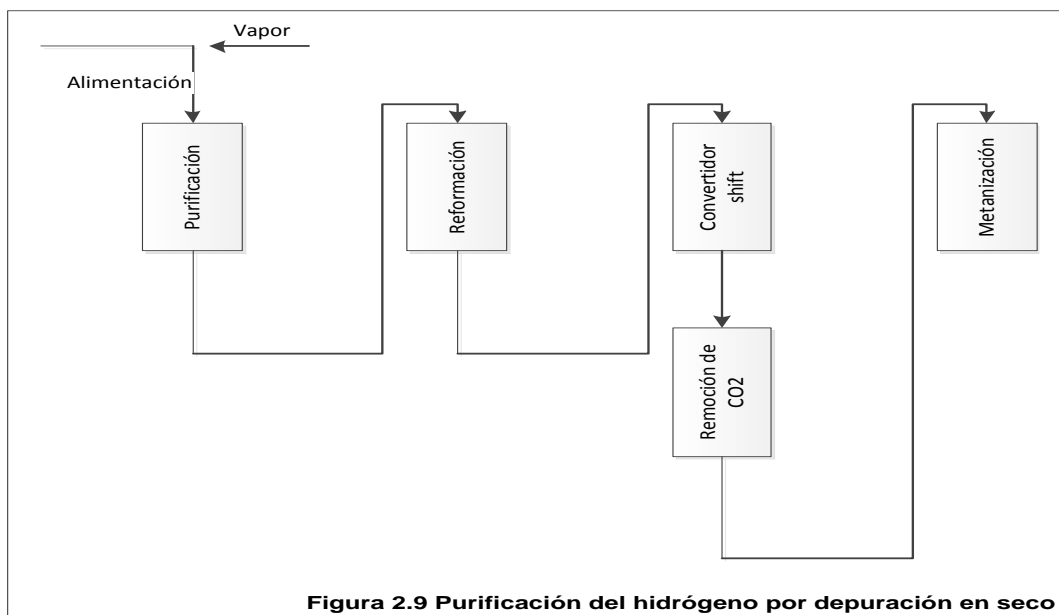 Vapor
Alimentación
Purificación
Reformación
Convertidor
shift
Remoción de
CO2
Metanización
Figura 2.9 Purificación del hidrógeno por depuración en seco